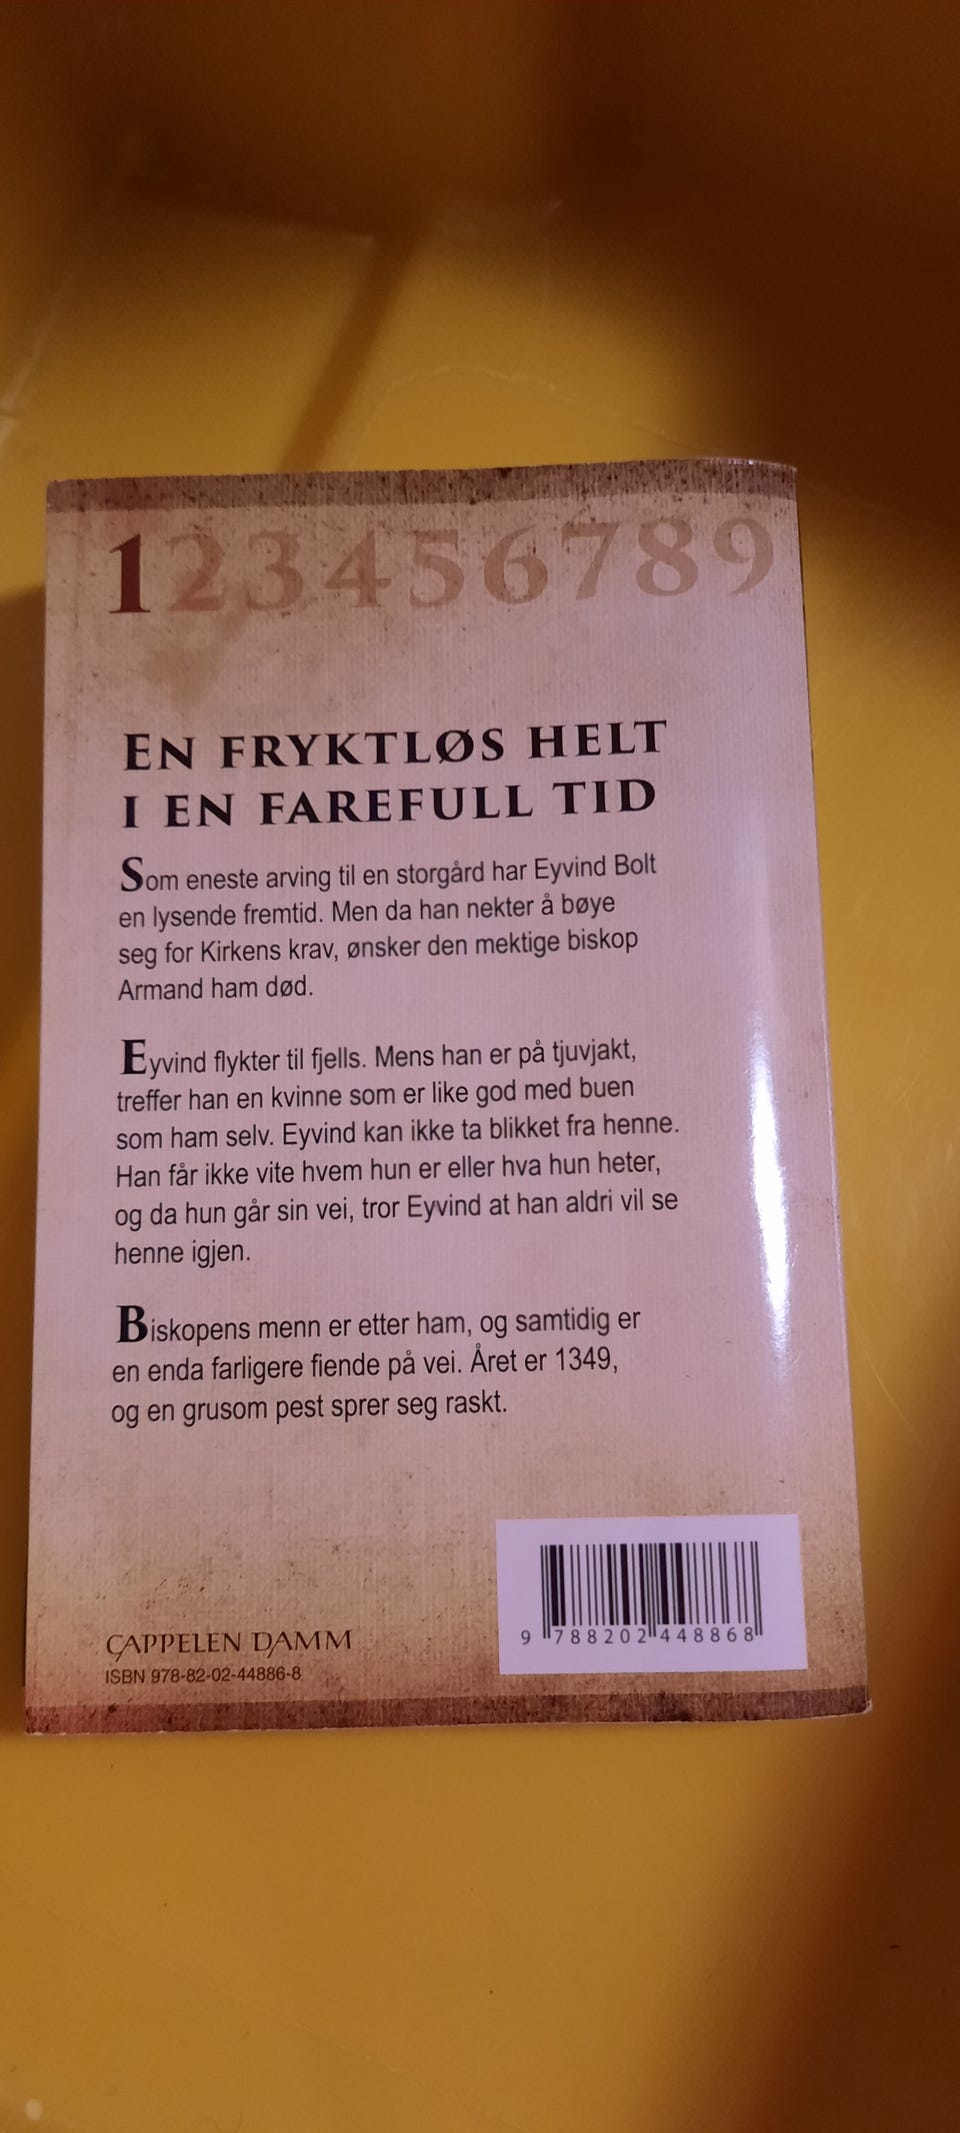 123456789
EN FRYKTLØS HELT
I EN FAREFULL TID
Som eneste arving til en storgård har Eyvind Bolt
en lysende fremtid. Men da han nekter å bøye
seg for Kirkens krav, ønsker den mektige biskop
Armand ham død.
Eyvind flykter til fjells. Mens han er på tjuvjakt,
treffer han en kvinne som er like god med buen
som ham selv. Eyvind kan ikke ta blikket fra henne.
Han får ikke vite hvem hun er eller hva hun heter,
og da hun går sin vei, tror Eyvind at han aldri vil se
henne igjen.
Biskopens menn er etter ham, og samtidig er
en enda farligere fiende på vei. Året er 1349,
og en grusom pest sprer seg raskt.
CAPPELEN DAMM
ISBN 978-82-02-44886-8
9 788202 448868